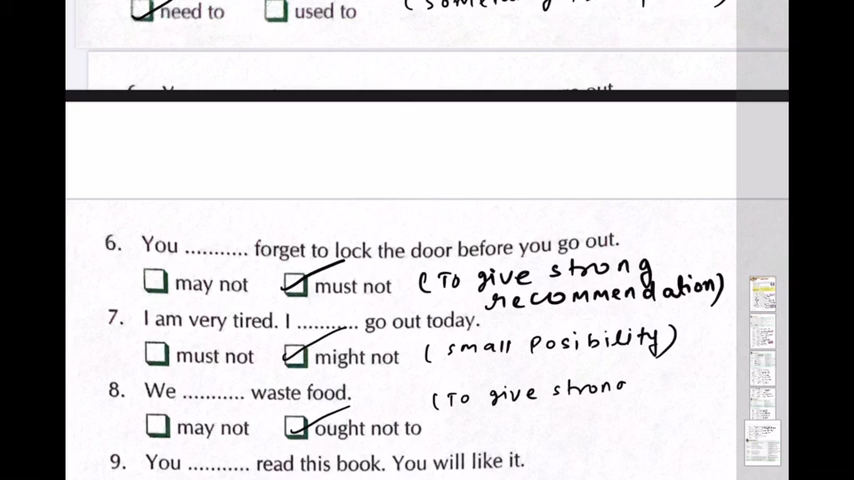 need to used to
6. You ........... forget to lock the door before you go out.
may not must not (To give strong
recommendation)
7. I am very tired. I ........... go out today.
must not might not (small posibility)
8. We ........... waste food.
(To give strong
may not ought not to
9. You ........... read this book. You will like it.